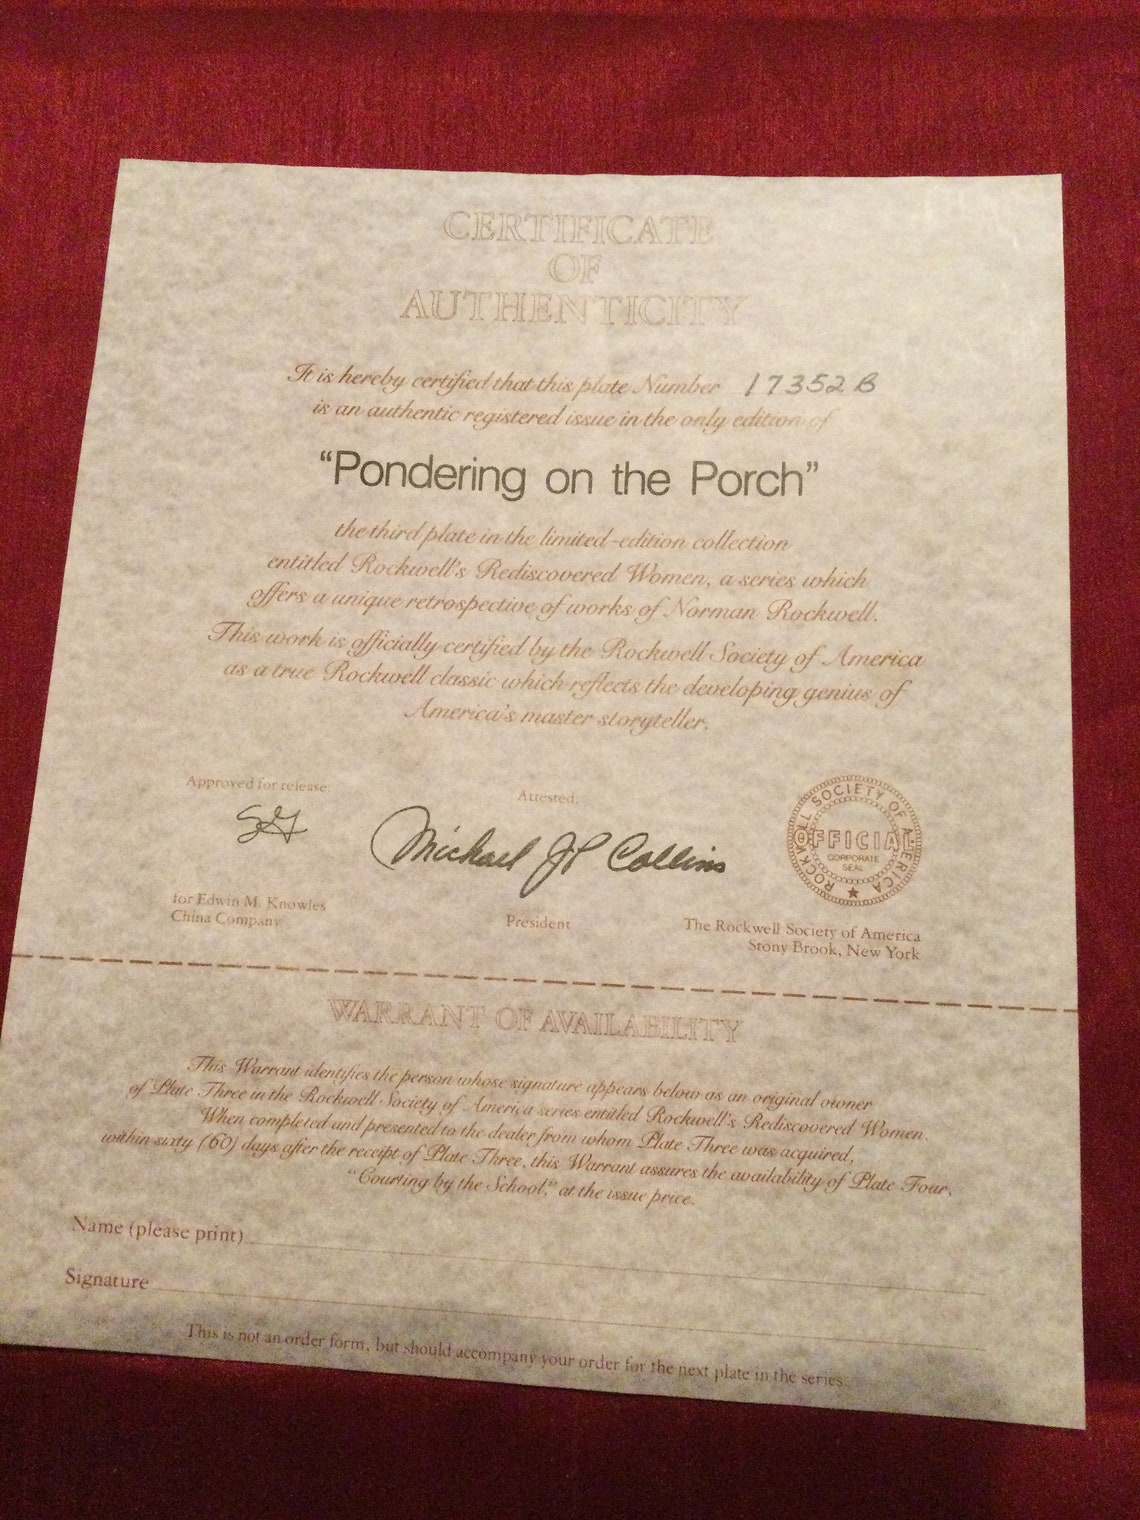 CERTIFICATE
OF
AUTHENTICITY
It is hereby certified that this plate Number 17352B
is an authentic registered issue in the only edition of
“Pondering on the Porch”
the third plate in the limited-edition collection
entitled Rockwell's Rediscovered Women, a series which
offers a unique retrospective of works of Norman Rockwell.
This work is officially certified by the Rockwell Society of America
as a true Rockwell classic which reflects the developing genius of
America's master storyteller.
Approved for release:
Attested,
Michael JP Collins
ROCKWELL SOCIETY OF AMERICA
OFFICIAL
CORPORATE
SEAL
for Edwin M. Knowles
China Company
President
The Rockwell Society of America
Stony Brook, New York
WARRANT OF AVAILABILITY
This Warrant identifies the person whose signature appears below as an original owner
of Plate Three in the Rockwell Society of America series entitled Rockwell's Rediscovered Women.
When completed and presented to the dealer from whom Plate Three was acquired,
within sixty (60) days after the receipt of Plate Three, this Warrant assures the availability of Plate Four,
“Courting by the School,” at the issue price.
Name (please print)
Signature
This is not an order form, but should accompany your order for the next plate in the series.